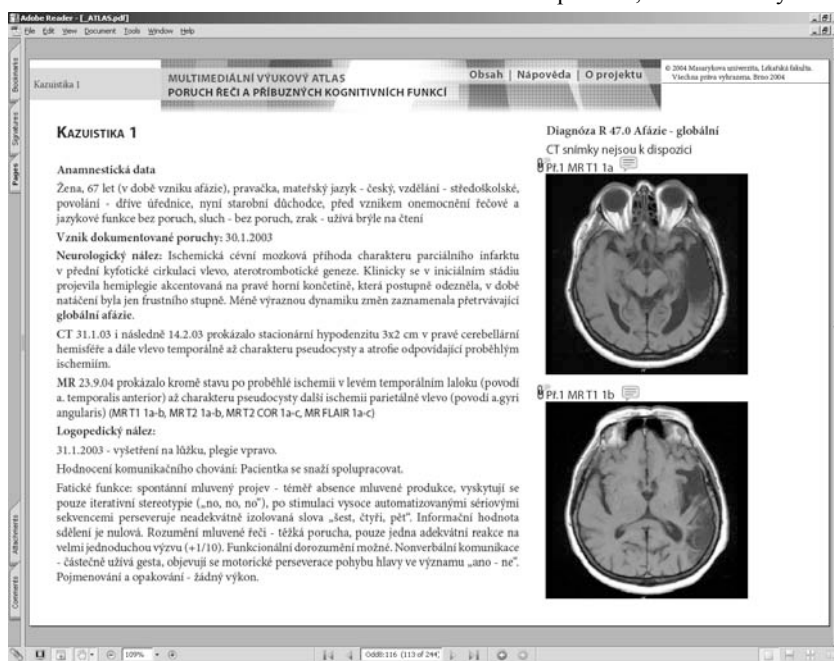 Adobe Reader - [_ATLAS.pdf]
File Edit View Document Tools Window Help
Bookmarks
Signatures
Pages
Attachments
Comments
Kazuistika 1
MULTIMEDIÁLNÍ VÝUKOVÝ ATLAS
PORUCH ŘEČI A PŘÍBUZNÝCH KOGNITIVNÍCH FUNKCÍ
Obsah | Nápověda | O projektu
© 2004 Masarykova univerzita, Lékařská fakulta.
Všechna práva vyhrazena, Brno 2004
KAZUISTIKA 1
Anamnestická data
Žena, 67 let (v době vzniku afázie), pravačka, mateřský jazyk - český, vzdělání - středoškolské,
povolání - dříve úřednice, nyní starobní důchodce, před vznikem onemocnění řečové a
jazykové funkce bez poruch, sluch - bez poruch, zrak - užívá brýle na čtení
Vznik dokumentované poruchy: 30.1.2003
Neurologický nález: Ischemická cévní mozková příhoda charakteru parciálního infarktu
v přední kyfotické cirkulaci vlevo, aterotrombotické geneze. Klinicky se v iniciálním stádiu
projevila hemiplegie akcentovaná na pravé horní končetině, která postupně odezněla, v době
natáčení byla jen frustního stupně. Méně výraznou dynamiku změn zaznamenala přetrvávající
globální afázie.
CT 31.1.03 i následně 14.2.03 prokázalo stacionární hypodenzitu 3x2 cm v pravé cerebellární
hemisféře a dále vlevo temporálně až charakteru pseudocysty a atrofie odpovídající proběhlým
ischemiím.
MR 23.9.04 prokázalo kromě stavu po proběhlé ischemii v levém temporálním laloku (povodí
a. temporalis anterior) až charakteru pseudocysty další ischemii parietálně vlevo (povodí a.gyri
angularis) (MR T1 1a-b, MR T2 1a-b, MR T2 COR 1a-c, MR FLAIR 1a-c)
Logopedický nález:
31.1.2003 - vyšetření na lůžku, plegie vpravo.
Hodnocení komunikačního chování: Pacientka se snaží spolupracovat.
Fatické funkce: spontánní mluvený projev - téměř absence mluvené produkce, vyskytují se
pouze iterativní stereotypie („no, no, no"), po stimulaci vysoce automatizovanými sériovými
sekvencemi perseveruje neadekvátně izolovaná slova „šest, čtyři, pět". Informační hodnota
sdělení je nulová. Rozumění mluvené řeči - těžká porucha, pouze jedna adekvátní reakce na
velmi jednoduchou výzvu (+1/10). Funkcionální dorozumění možné. Nonverbální komunikace
- částečně užívá gesta, objevují se motorické perseverace pohybu hlavy ve významu „ano - ne".
Pojmenování a opakování - žádný výkon.
Diagnóza R 47.0 Afázie - globální
CT snímky nejsou k dispozici
Př.1 MR T1 1a
Př.1 MR T1 1b
109%
Odd8:116 (113 of 244)